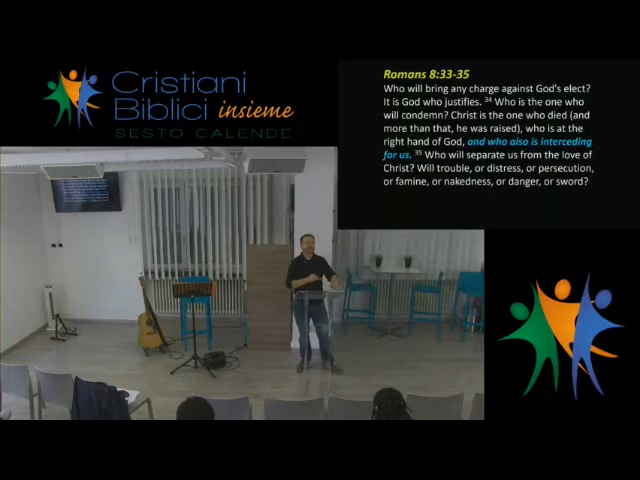 Cristiani
Biblici insieme
SESTO CALENDE
Romans 8:33-35
Who will bring any charge against God's elect?
It is God who justifies. 34 Who is the one who
will condemn? Christ is the one who died (and
more than that, he was raised), who is at the
right hand of God, and who also is interceding
for us. 35 Who will separate us from the love of
Christ? Will trouble, or distress, or persecution,
or famine, or nakedness, or danger, or sword?